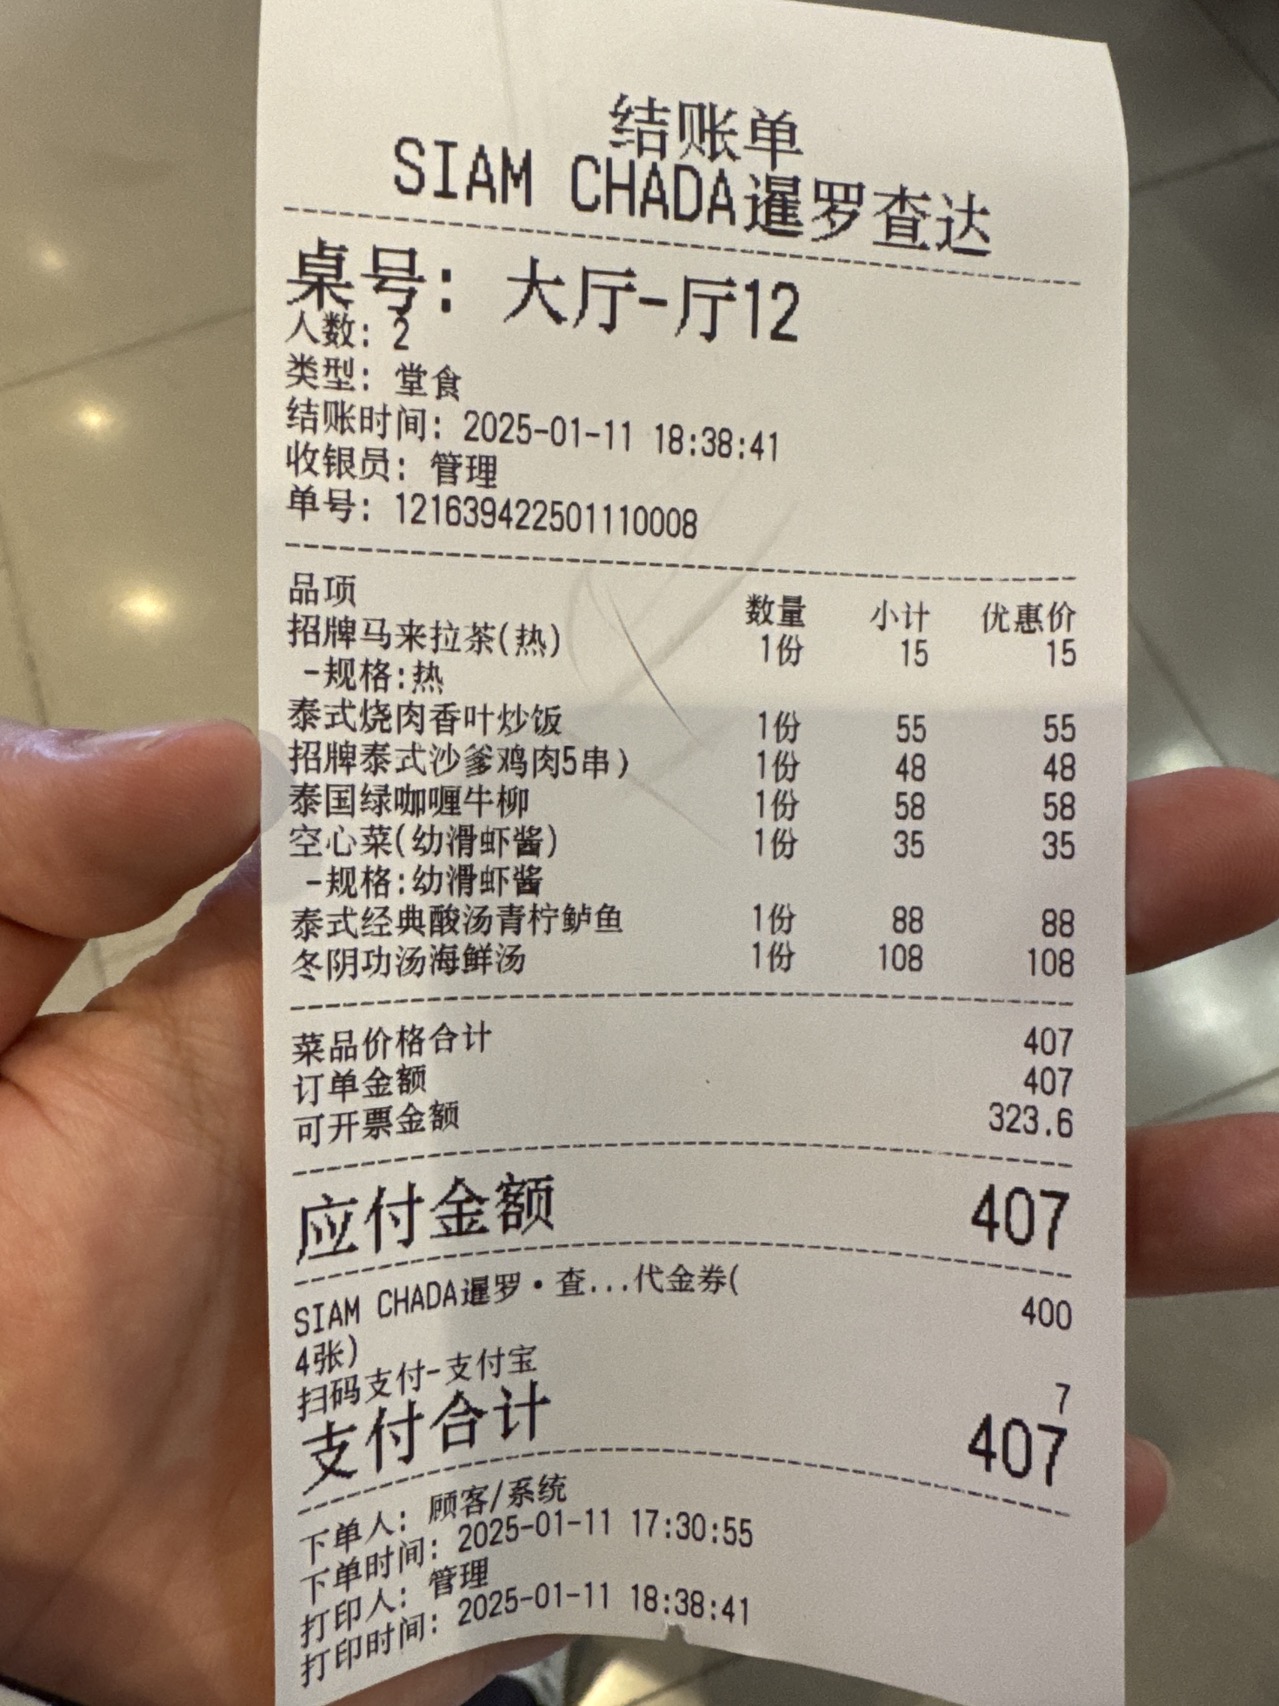 结账单
SIAM CHADA暹罗查达
桌号: 大厅-厅12
人数: 2
类型: 堂食
结账时间: 2025-01-11 18:38:41
收银员: 管理
单号: 121639422501110008
品项 数量 小计 优惠价
招牌马来拉茶(热) 1份 15 15
-规格:热
泰式烧肉香叶炒饭 1份 55 55
招牌泰式沙爹鸡肉5串) 1份 48 48
泰国绿咖喱牛柳 1份 58 58
空心菜(幼滑虾酱) 1份 35 35
-规格:幼滑虾酱
泰式经典酸汤青柠鲈鱼 1份 88 88
冬阴功汤海鲜汤 1份 108 108
菜品价格合计 407
订单金额 407
可开票金额 323.6
应付金额 407
SIAM CHADA暹罗·查...代金券( 400
4张)
扫码支付-支付宝 7
支付合计 407
下单人: 顾客/系统
下单时间: 2025-01-11 17:30:55
打印人: 管理
打印时间: 2025-01-11 18:38:41